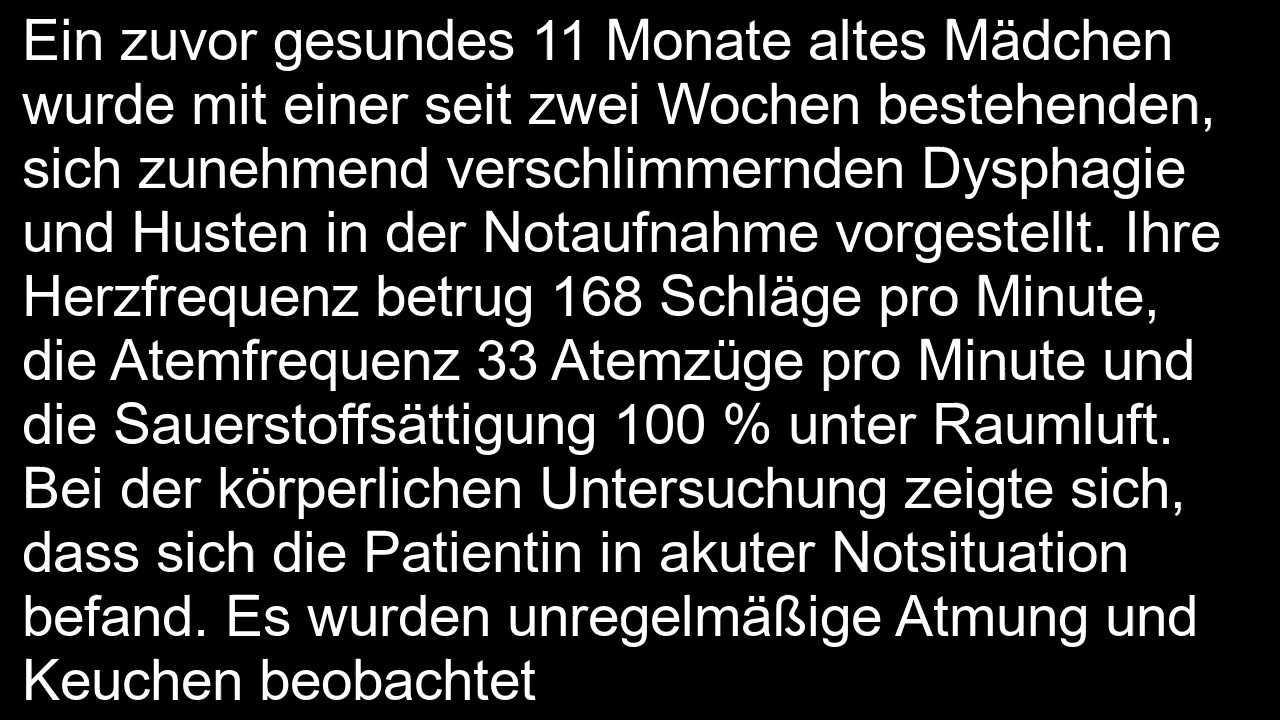 Ein zuvor gesundes 11 Monate altes Mädchen
wurde mit einer seit zwei Wochen bestehenden,
sich zunehmend verschlimmernden Dysphagie
und Husten in der Notaufnahme vorgestellt. Ihre
Herzfrequenz betrug 168 Schläge pro Minute,
die Atemfrequenz 33 Atemzüge pro Minute und
die Sauerstoffsättigung 100 % unter Raumluft.
Bei der körperlichen Untersuchung zeigte sich,
dass sich die Patientin in akuter Notsituation
befand. Es wurden unregelmäßige Atmung und
Keuchen beobachtet